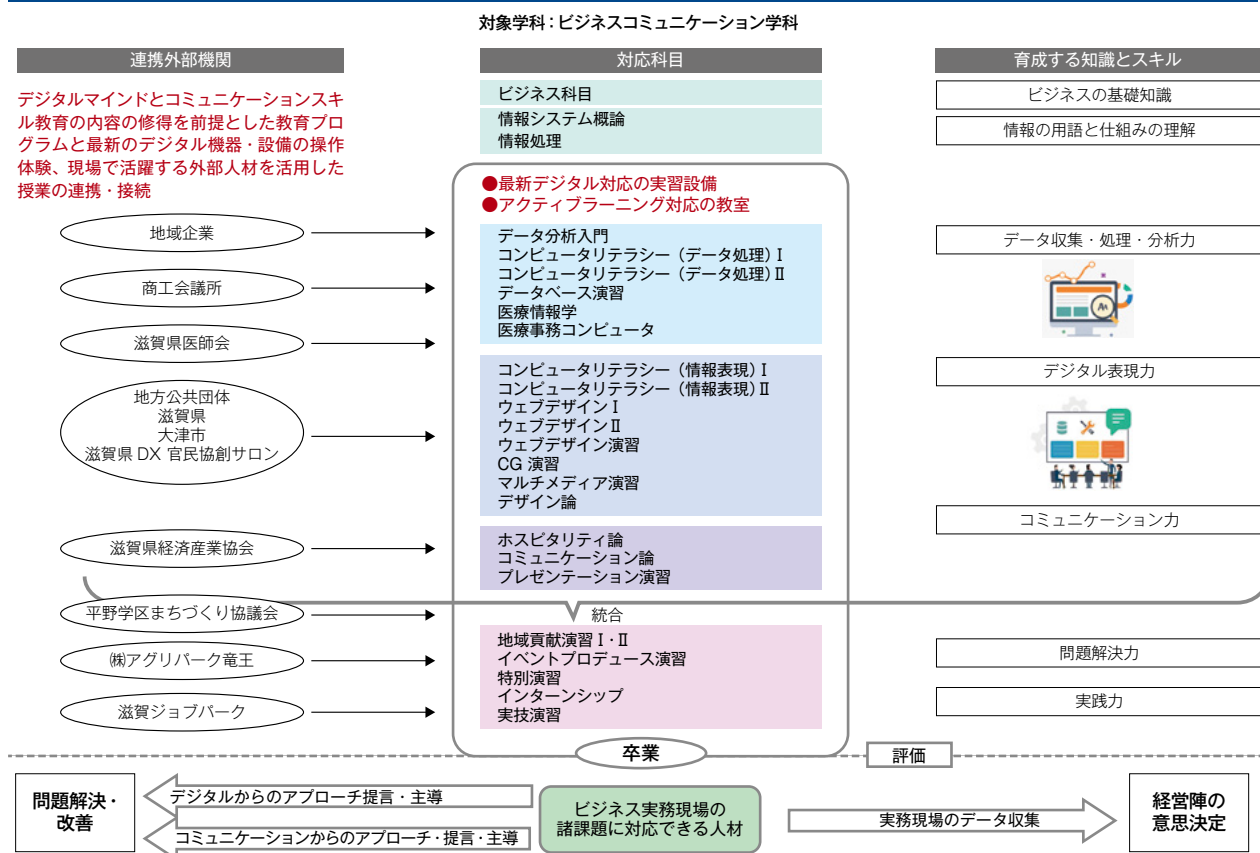 対象学科：ビジネスコミュニケーション学科
連携外部機関
デジタルマインドとコミュニケーションスキ
ル教育の内容の修得を前提とした教育プロ
グラムと最新のデジタル機器・設備の操作
体験、現場で活躍する外部人材を活用した
授業の連携・接続
地域企業
商工会議所
滋賀県医師会
地方公共団体
滋賀県
大津市
滋賀県 DX 官民協創サロン
滋賀県経済産業協会
平野学区まちづくり協議会
㈱アグリパーク竜王
滋賀ジョブパーク
対応科目
ビジネス科目
情報システム概論
情報処理
●最新デジタル対応の実習設備
●アクティブラーニング対応の教室
データ分析入門
コンピュータリテラシー（データ処理）Ⅰ
コンピュータリテラシー（データ処理）Ⅱ
データベース演習
医療情報学
医療事務コンピュータ
コンピュータリテラシー（情報表現）Ⅰ
コンピュータリテラシー（情報表現）Ⅱ
ウェブデザインⅠ
ウェブデザインⅡ
ウェブデザイン演習
CG 演習
マルチメディア演習
デザイン論
ホスピタリティ論
コミュニケーション論
プレゼンテーション演習
統合
地域貢献演習Ⅰ・Ⅱ
イベントプロデュース演習
特別演習
インターンシップ
実技演習
卒業
育成する知識とスキル
ビジネスの基礎知識
情報の用語と仕組みの理解
データ収集・処理・分析力
デジタル表現力
コミュニケーション力
問題解決力
実践力
評価
問題解決・
改善
デジタルからのアプローチ提言・主導
コミュニケーションからのアプローチ・提言・主導
ビジネス実務現場の
諸課題に対応できる人材
実務現場のデータ収集
経営陣の
意思決定